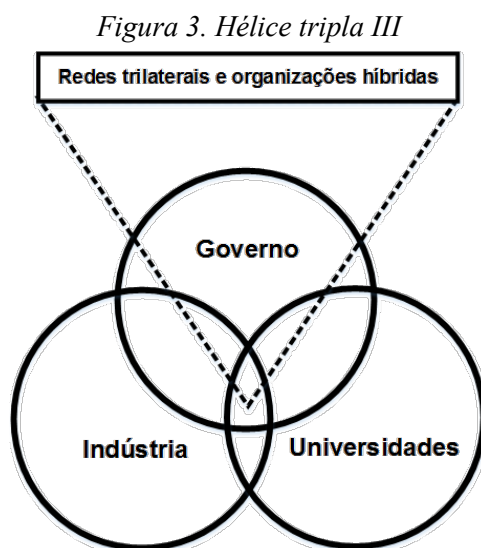 Figura 3. Hélice tripla III
Redes trilaterais e organizações híbridas
Governo
Indústria
Universidades